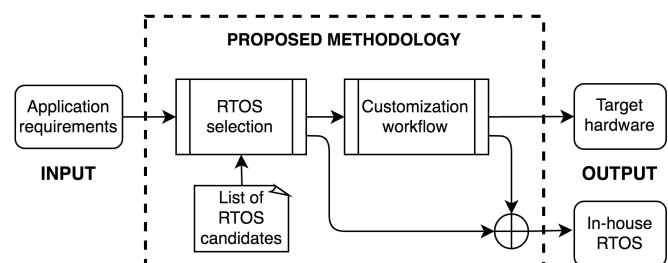 PROPOSED METHODOLOGY
Application
requirements
RTOS
selection
Customization
workflow
Target
hardware
INPUT
OUTPUT
List of
RTOS
candidates
In-house
RTOS